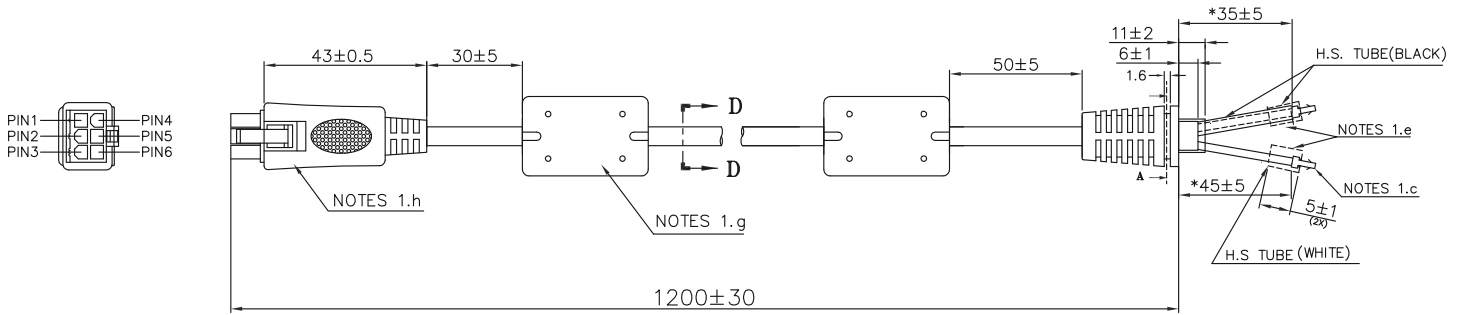 *35±5
11±2
6±1
1.6
H.S. TUBE(BLACK)
43±0.5
30±5
50±5
PIN1
PIN4
PIN2
PIN5
PIN3
PIN6
D
D
NOTES 1.e
A
*45±5
NOTES 1.c
NOTES 1.h
5±1
(2X)
NOTES 1.g
H.S TUBE (WHITE)
1200±30